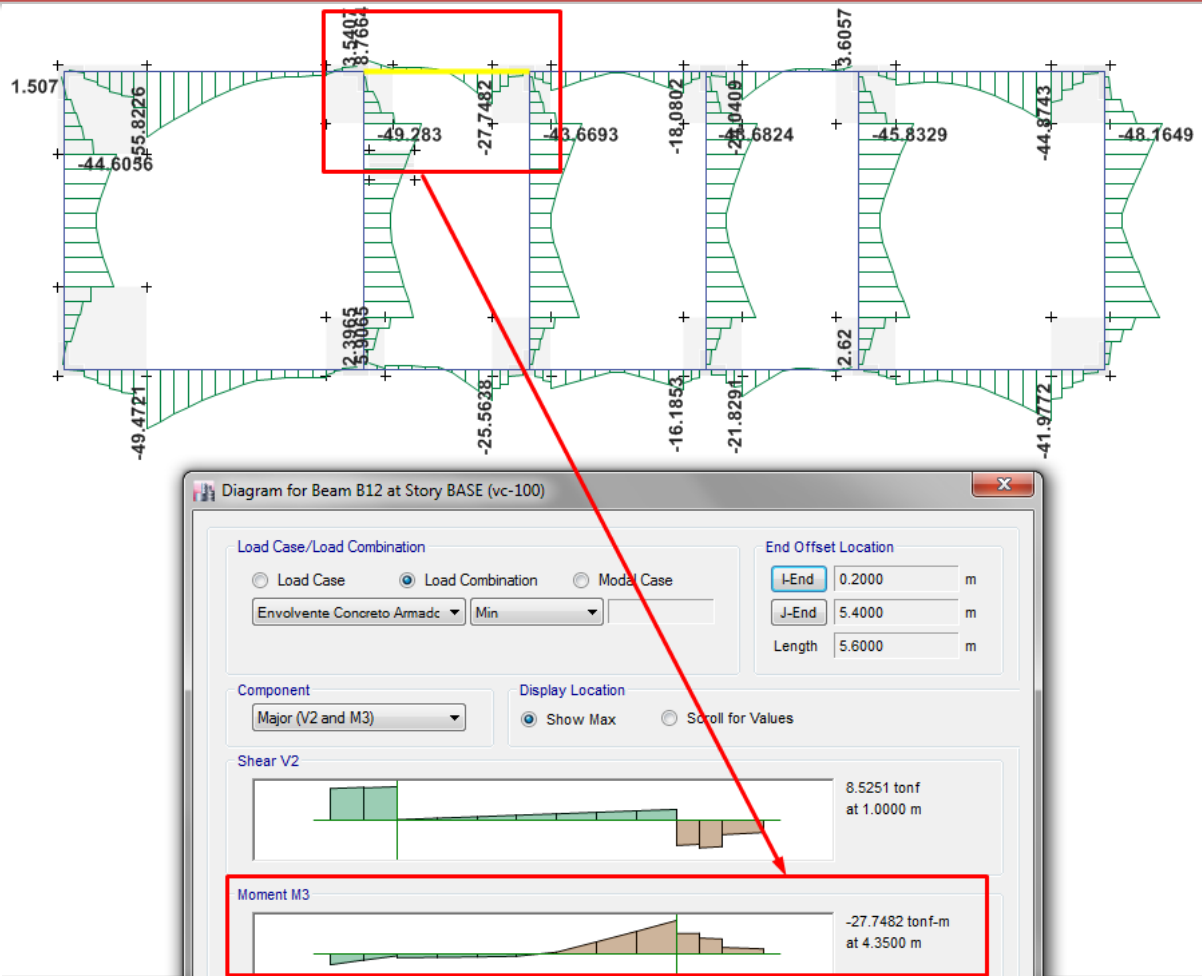 3.5407
8.7664
3.6057
1.507
-55.8226
-49.283
-27.7482
-43.6693
-18.0802
-45.8329
-44.8743
-48.1649
-44.6056
2.3965
5.9065
2.62
-49.4721
-25.5638
-16.1853
-21.8291
-41.9772
Diagram for Beam B12 at Story BASE (vc-100)
Load Case/Load Combination
Load Case
Load Combination
Modal Case
Envolvente Concreto Armadc
Min
End Offset Location
I-End 0.2000 m
J-End 5.4000 m
Length 5.6000 m
Component
Major (V2 and M3)
Display Location
Show Max
Scroll for Values
Shear V2
8.5251 tonf
at 1.0000 m
Moment M3
-27.7482 tonf-m
at 4.3500 m